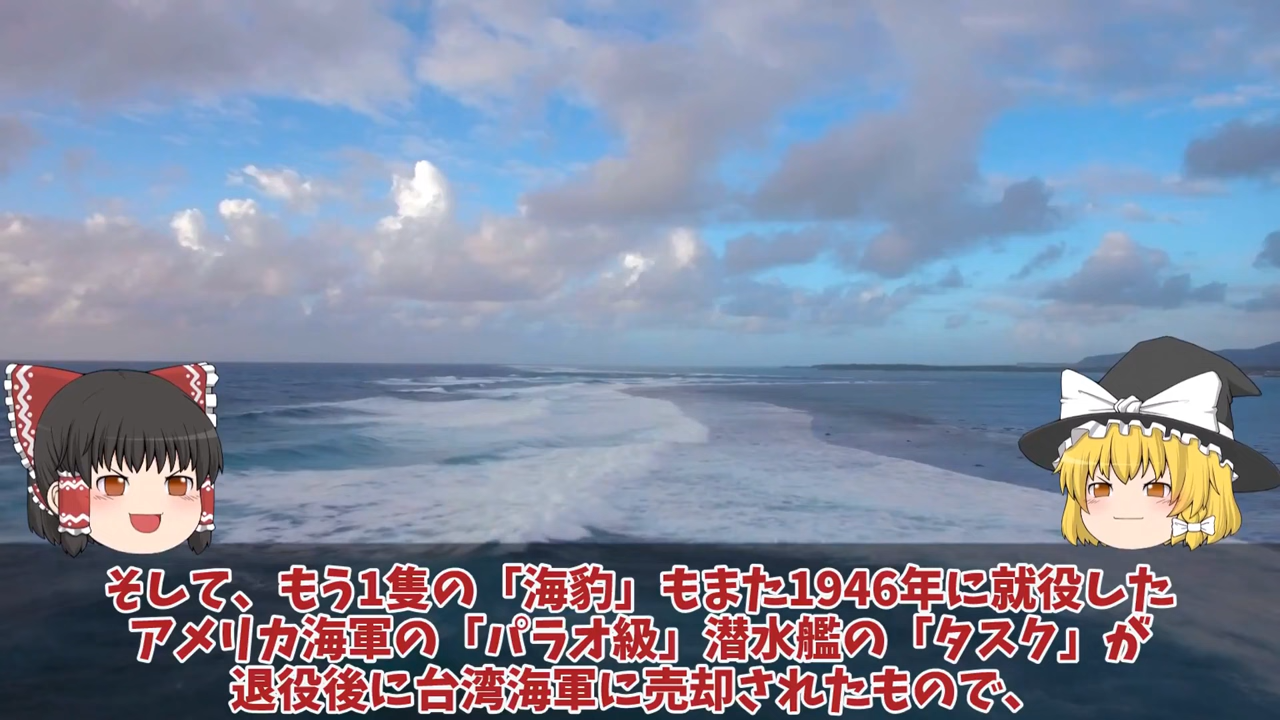 そして、もう1隻の「海豹」もまた1946年に就役した
アメリカ海軍の「パラオ級」潜水艦の「タスク」が
退役後に台湾海軍に売却されたもので、